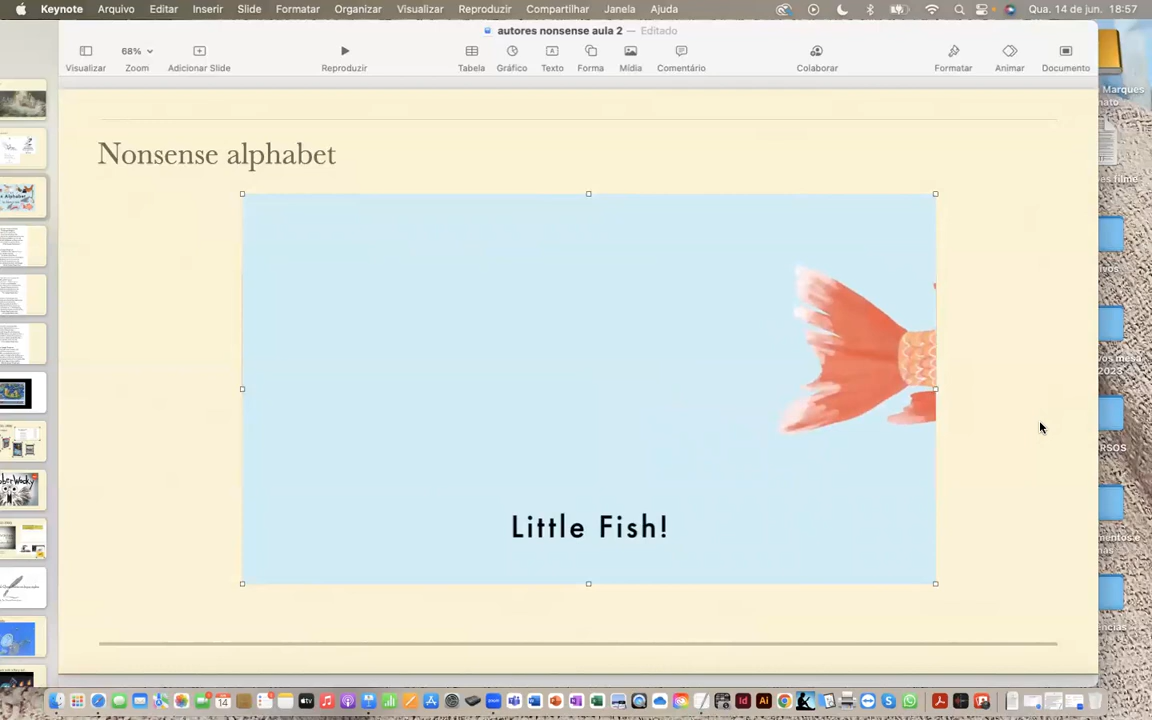 Keynote Arquivo Editar Inserir Slide Formatar Organizar Visualizar Reproduzir Compartilhar Janela Ajuda Qua. 14 de jun. 18:57
autores nonsense aula 2 — Editado
68%
Visualizar Zoom Adicionar Slide Reproduzir Tabela Gráfico Texto Forma Mídia Comentário Colaborar Formatar Animar Documento
Marques
Nonsense alphabet
Little Fish!